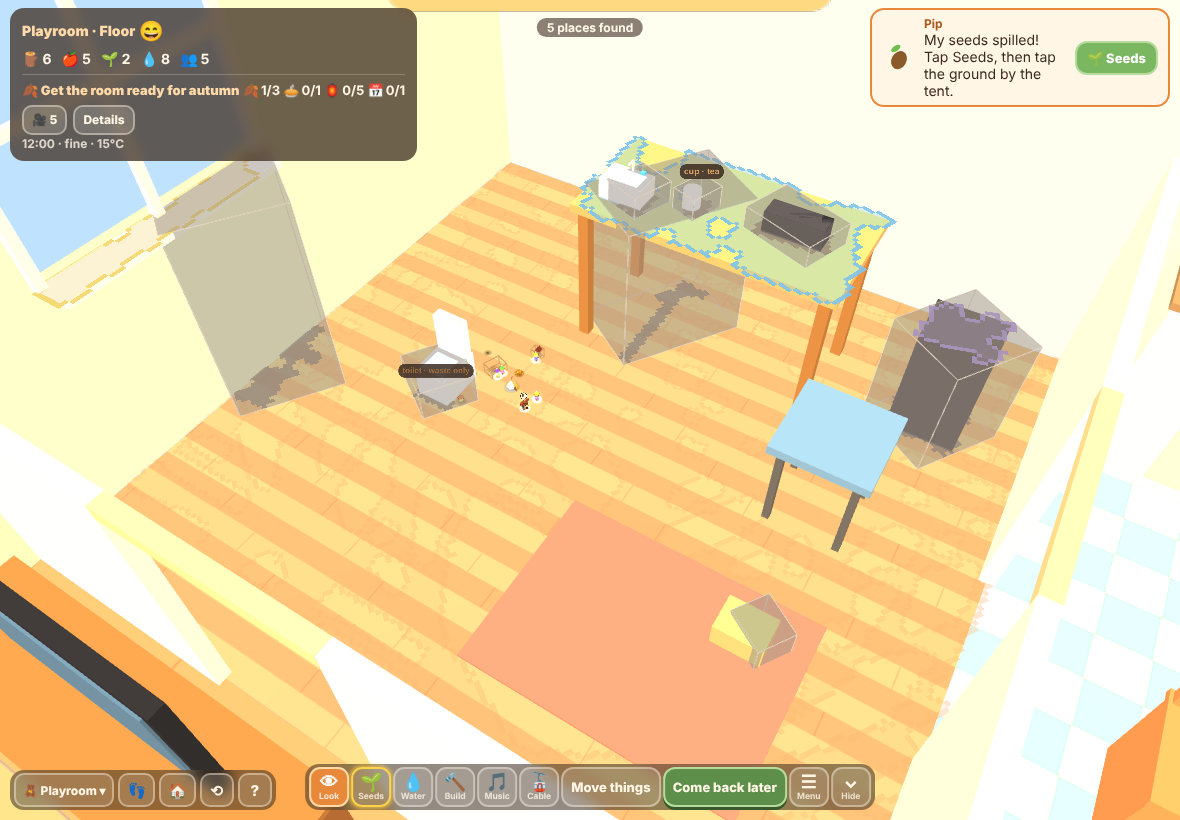 Playroom · Floor
6 5 2 8 5
Get the room ready for autumn 1/3 0/1 0/5 0/1
5 Details
12:00 · fine · 15°C
5 places found
Pip
My seeds spilled!
Tap Seeds, then tap
the ground by the
tent.
Seeds
cup · tea
toilet · waste only
Playroom ▾
?
Look
Seeds
Water
Build
Music
Cable
Move things
Come back later
Menu
Hide